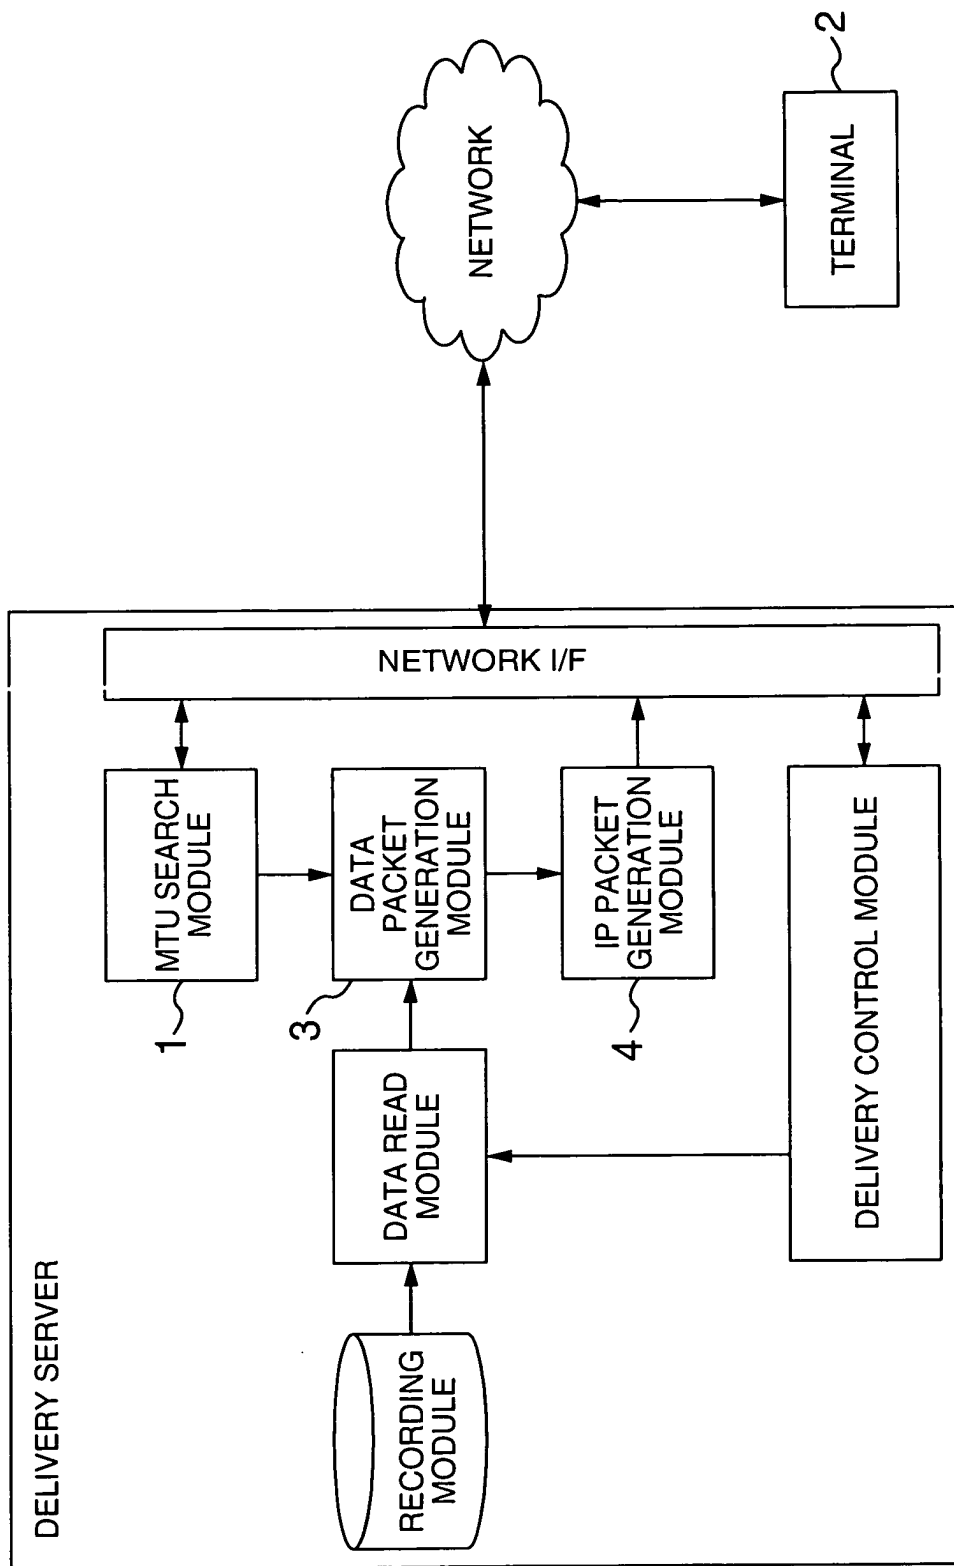 DELIVERY SERVER
RECORDING
MODULE
DATA READ
MODULE
MTU SEARCH
MODULE
1
DATA
PACKET
GENERATION
MODULE
3
IP PACKET
GENERATION
MODULE
4
DELIVERY CONTROL MODULE
NETWORK I/F
NETWORK
TERMINAL
2